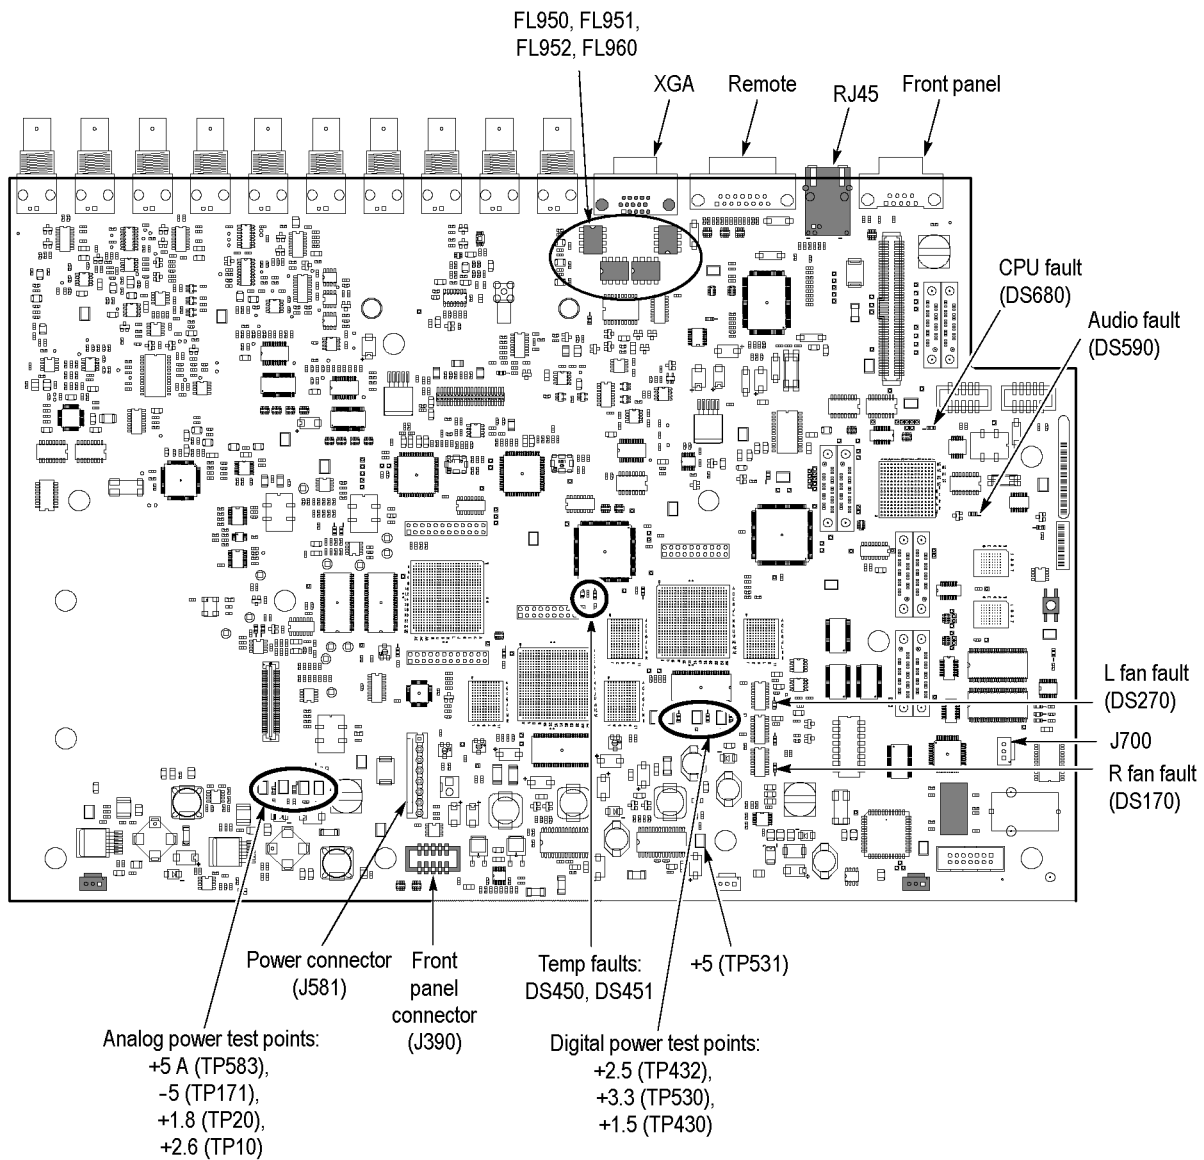 FL950, FL951,
FL952, FL960
XGA
Remote
RJ45
Front panel
CPU fault
(DS680)
Audio fault
(DS590)
L fan fault
(DS270)
J700
R fan fault
(DS170)
Power connector
(J581)
Front
panel
connector
(J390)
Temp faults:
DS450, DS451
+5 (TP531)
Analog power test points:
+5 A (TP583),
−5 (TP171),
+1.8 (TP20),
+2.6 (TP10)
Digital power test points:
+2.5 (TP432),
+3.3 (TP530),
+1.5 (TP430)